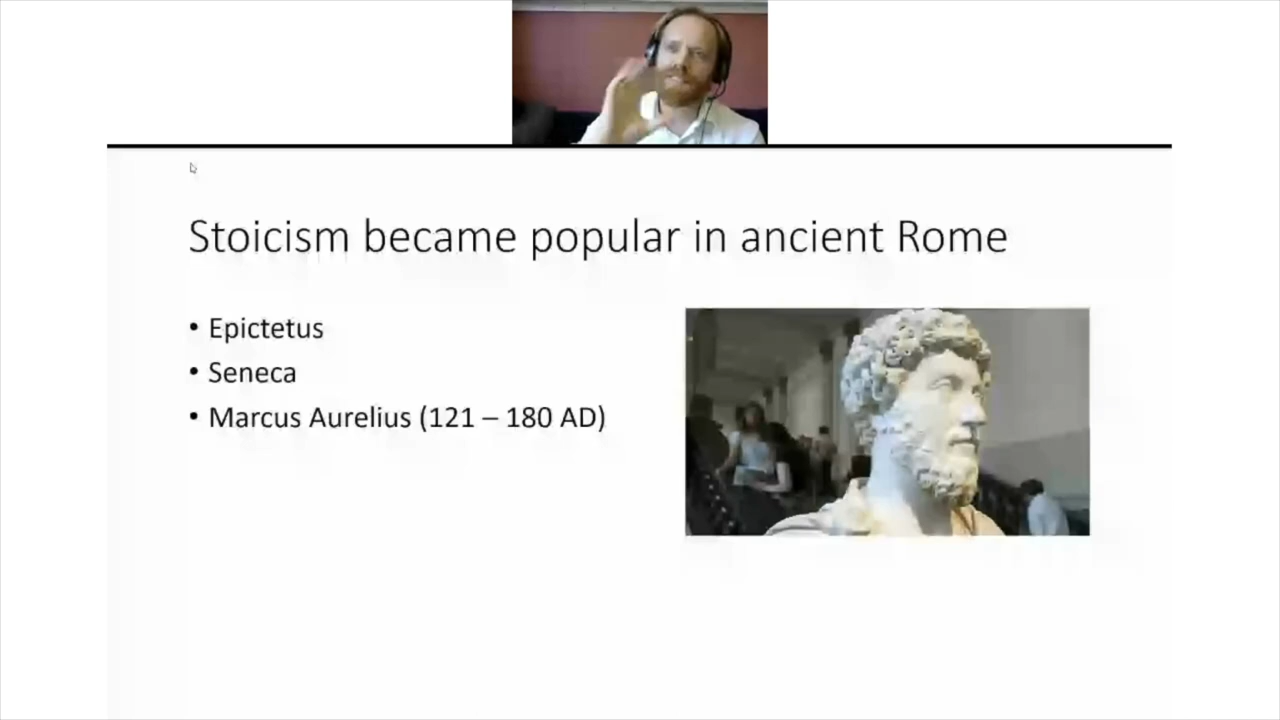 Stoicism became popular in ancient Rome
• Epictetus
• Seneca
• Marcus Aurelius (121 – 180 AD)